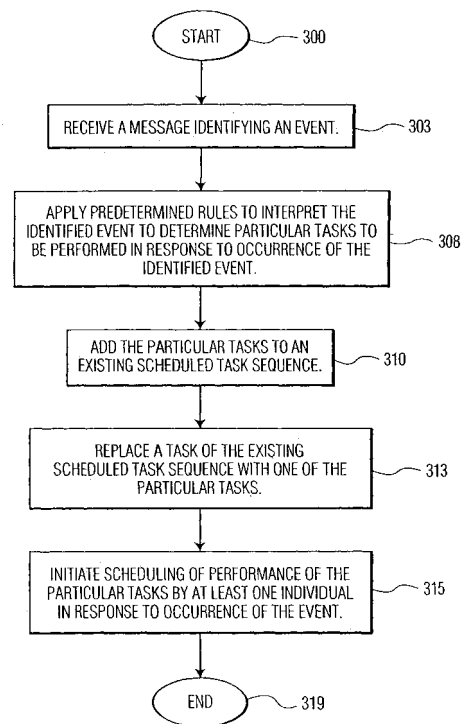 START
300
RECEIVE A MESSAGE IDENTIFYING AN EVENT.
303
APPLY PREDETERMINED RULES TO INTERPRET THE
IDENTIFIED EVENT TO DETERMINE PARTICULAR TASKS TO
BE PERFORMED IN RESPONSE TO OCCURRENCE OF THE
IDENTIFIED EVENT.
308
ADD THE PARTICULAR TASKS TO AN
EXISTING SCHEDULED TASK SEQUENCE.
310
REPLACE A TASK OF THE EXISTING
SCHEDULED TASK SEQUENCE WITH ONE OF THE
PARTICULAR TASKS.
313
INITIATE SCHEDULING OF PERFORMANCE OF THE
PARTICULAR TASKS BY AT LEAST ONE INDIVIDUAL
IN RESPONSE TO OCCURRENCE OF THE EVENT.
315
END
319